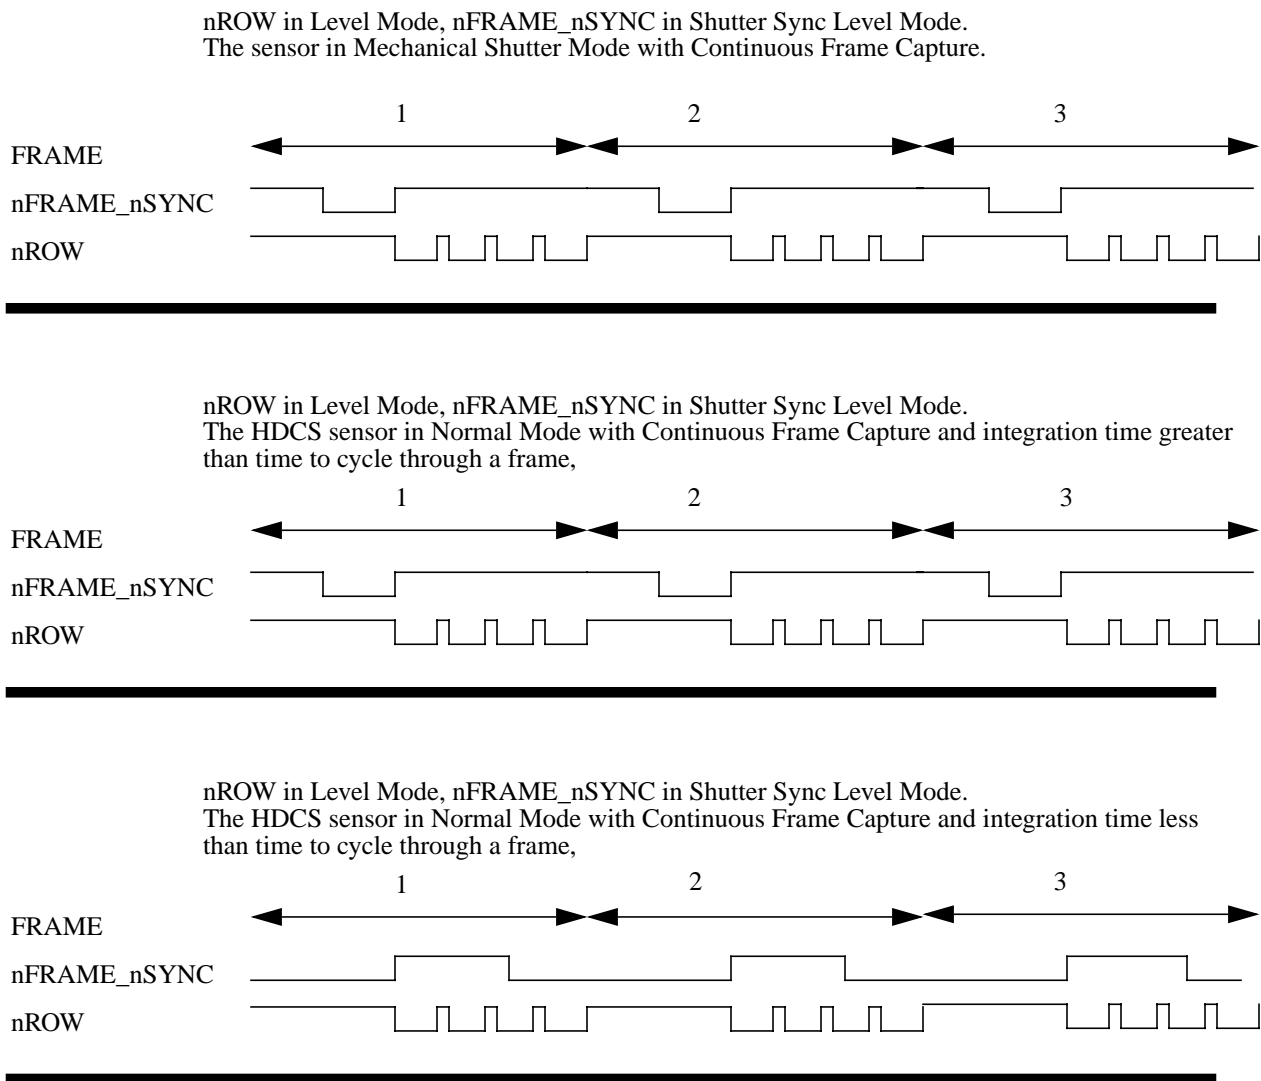 nROW in Level Mode, nFRAME_nSYNC in Shutter Sync Level Mode.
The sensor in Mechanical Shutter Mode with Continuous Frame Capture.
1 2 3
FRAME
nFRAME_nSYNC
nROW
nROW in Level Mode, nFRAME_nSYNC in Shutter Sync Level Mode.
The HDCS sensor in Normal Mode with Continuous Frame Capture and integration time greater
than time to cycle through a frame,
1 2 3
FRAME
nFRAME_nSYNC
nROW
nROW in Level Mode, nFRAME_nSYNC in Shutter Sync Level Mode.
The HDCS sensor in Normal Mode with Continuous Frame Capture and integration time less
than time to cycle through a frame,
1 2 3
FRAME
nFRAME_nSYNC
nROW